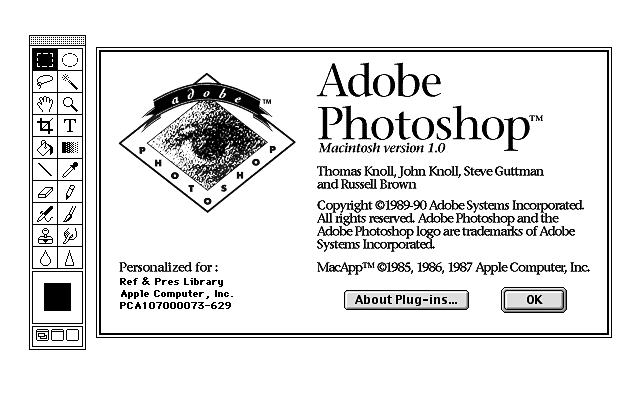 T
adobe™
PHOTOSHOP
Adobe
Photoshop™
Macintosh version 1.0
Thomas Knoll, John Knoll, Steve Guttman
and Russell Brown
Copyright ©1989-90 Adobe Systems Incorporated.
All rights reserved. Adobe Photoshop and the
Adobe Photoshop logo are trademarks of Adobe
Systems Incorporated.
MacApp™ ©1985, 1986, 1987 Apple Computer, Inc.
Personalized for :
Ref & Pres Library
Apple Computer, Inc.
PCA107000073-629
About Plug-ins...
OK